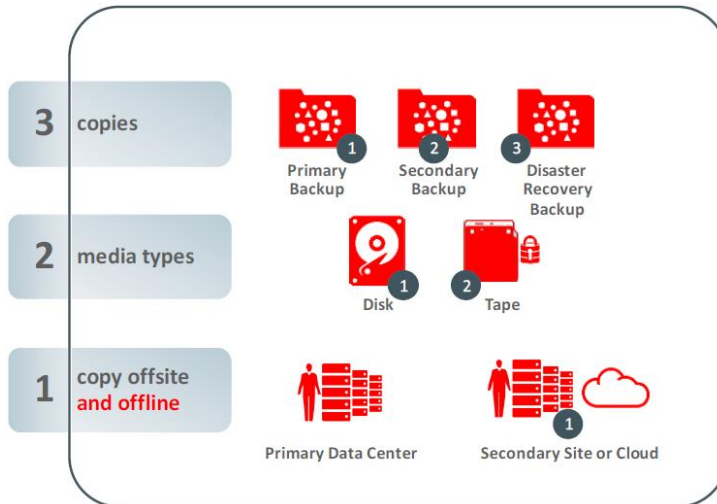 3 copies
1
2
3
Primary
Backup
Secondary
Backup
Disaster
Recovery
Backup
2 media types
1
2
Disk
Tape
1 copy offsite
and offline
1
Primary Data Center
Secondary Site or Cloud